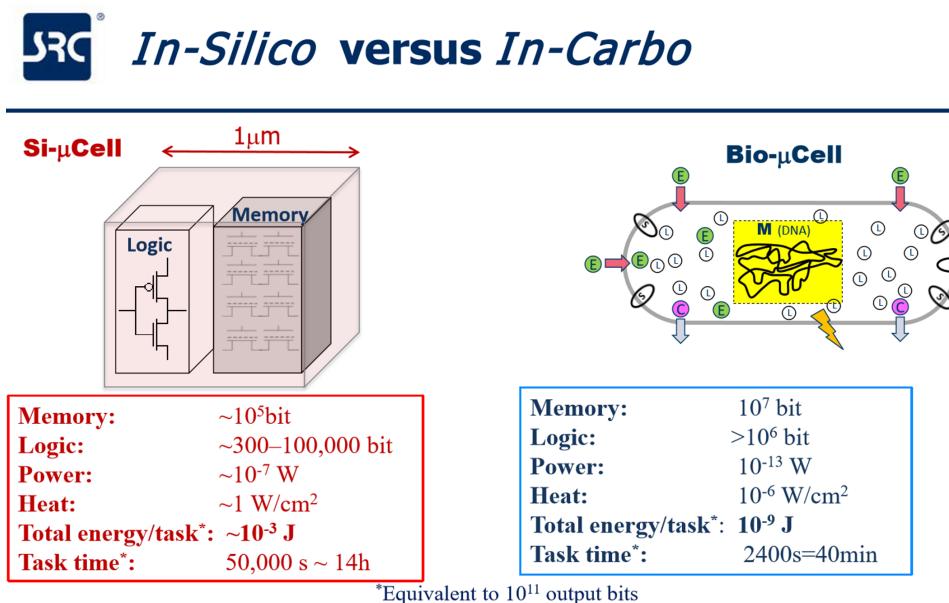 SRC®
In-Silico versus In-Carbo
1μm
Si-μCell
Memory
Logic
Memory: ~10⁵bit
Logic: ~300–100,000 bit
Power: ~10⁻⁷ W
Heat: ~1 W/cm²
Total energy/task*: ~10⁻³ J
Task time*: 50,000 s ~ 14h
Bio-μCell
E E
S L L L S
M (DNA)
E L L
L L
E E L L L L
L L L
S L L L S
C E L L L C
Memory: 10⁷ bit
Logic: >10⁶ bit
Power: 10⁻¹³ W
Heat: 10⁻⁶ W/cm²
Total energy/task*: 10⁻⁹ J
Task time*: 2400s=40min
*Equivalent to 10¹¹ output bits